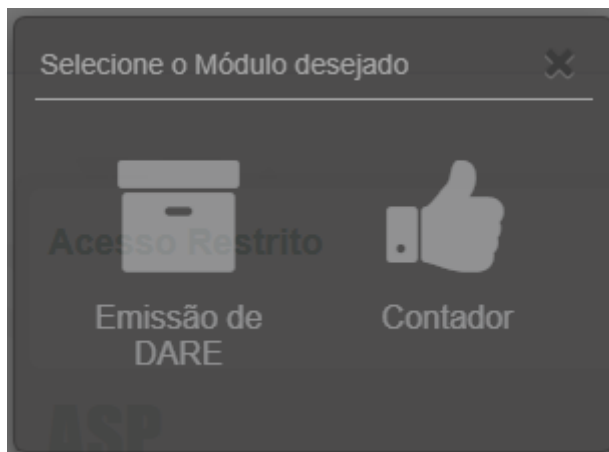 Selecione o Módulo desejado
Acesso Restrito
Emissão de
DARE
Contador
ASP